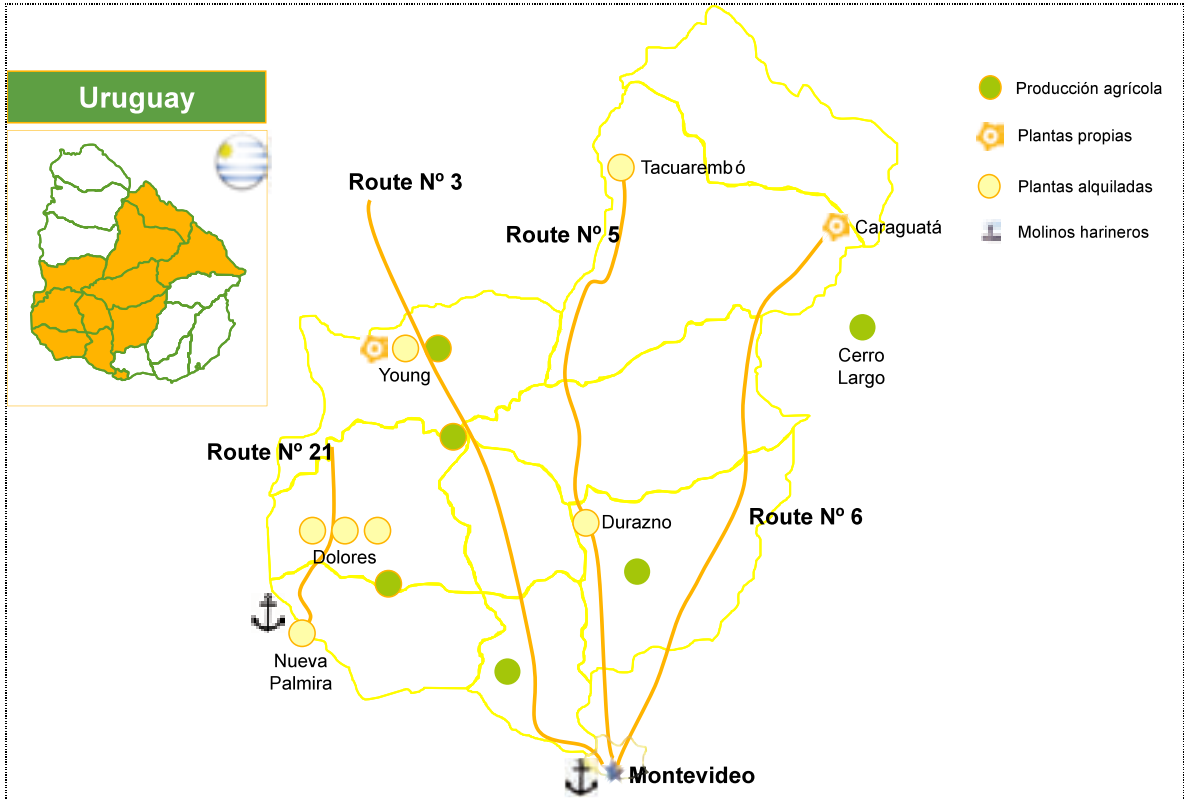 Uruguay
Route Nº 3
Route Nº 5
Tacuarembó
Caraguatá
Producción agrícola
Plantas propias
Plantas alquiladas
Molinos harineros
Young
Cerro
Largo
Route Nº 21
Route Nº 6
Durazno
Dolores
Nueva
Palmira
Montevideo